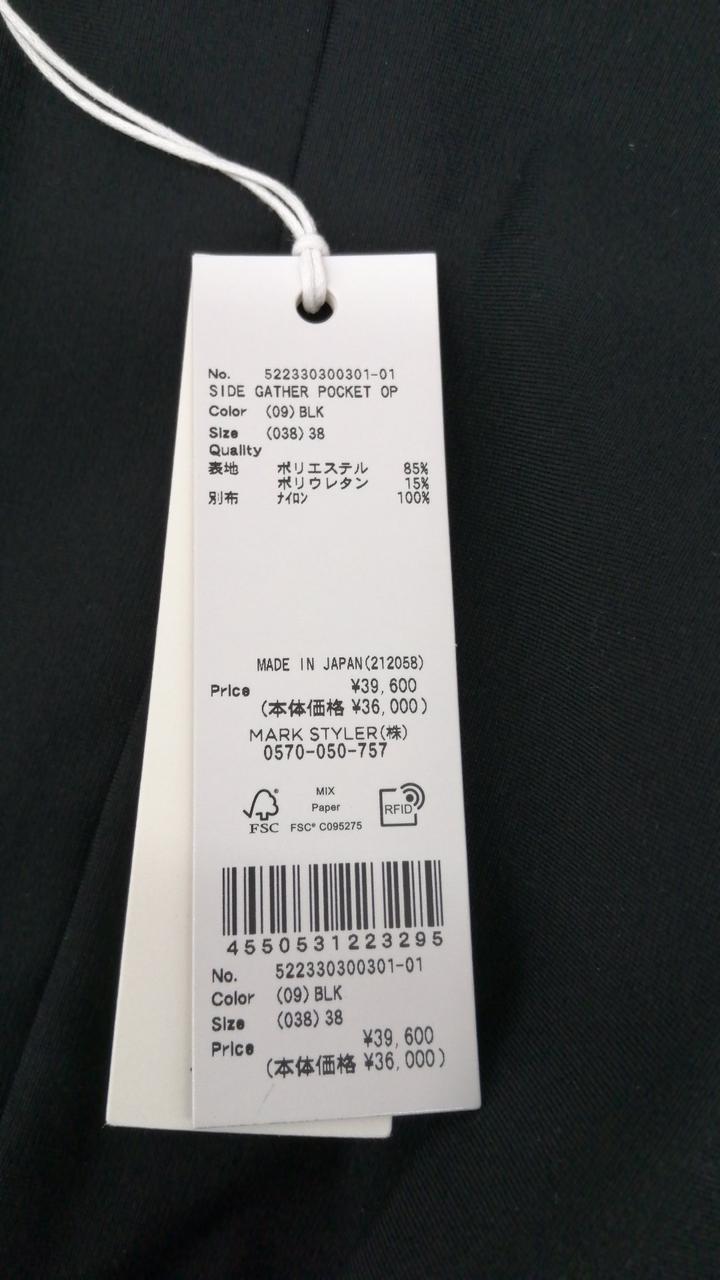 No. 522330300301-01
SIDE GATHER POCKET OP
Color (09)BLK
Size (038)38
Quality
表地 ポリエステル 85%
ポリウレタン 15%
別布 ﾅｲﾛﾝ 100%
MADE IN JAPAN(212058)
Price ¥39,600
(本体価格 ¥36,000)
MARK STYLER(株)
0570-050-757
MIX
Paper
FSC® C095275
FSC
RFID
4550531223295
No. 522330300301-01
Color (09)BLK
Size (038)38
Price ¥39,600
(本体価格 ¥36,000)